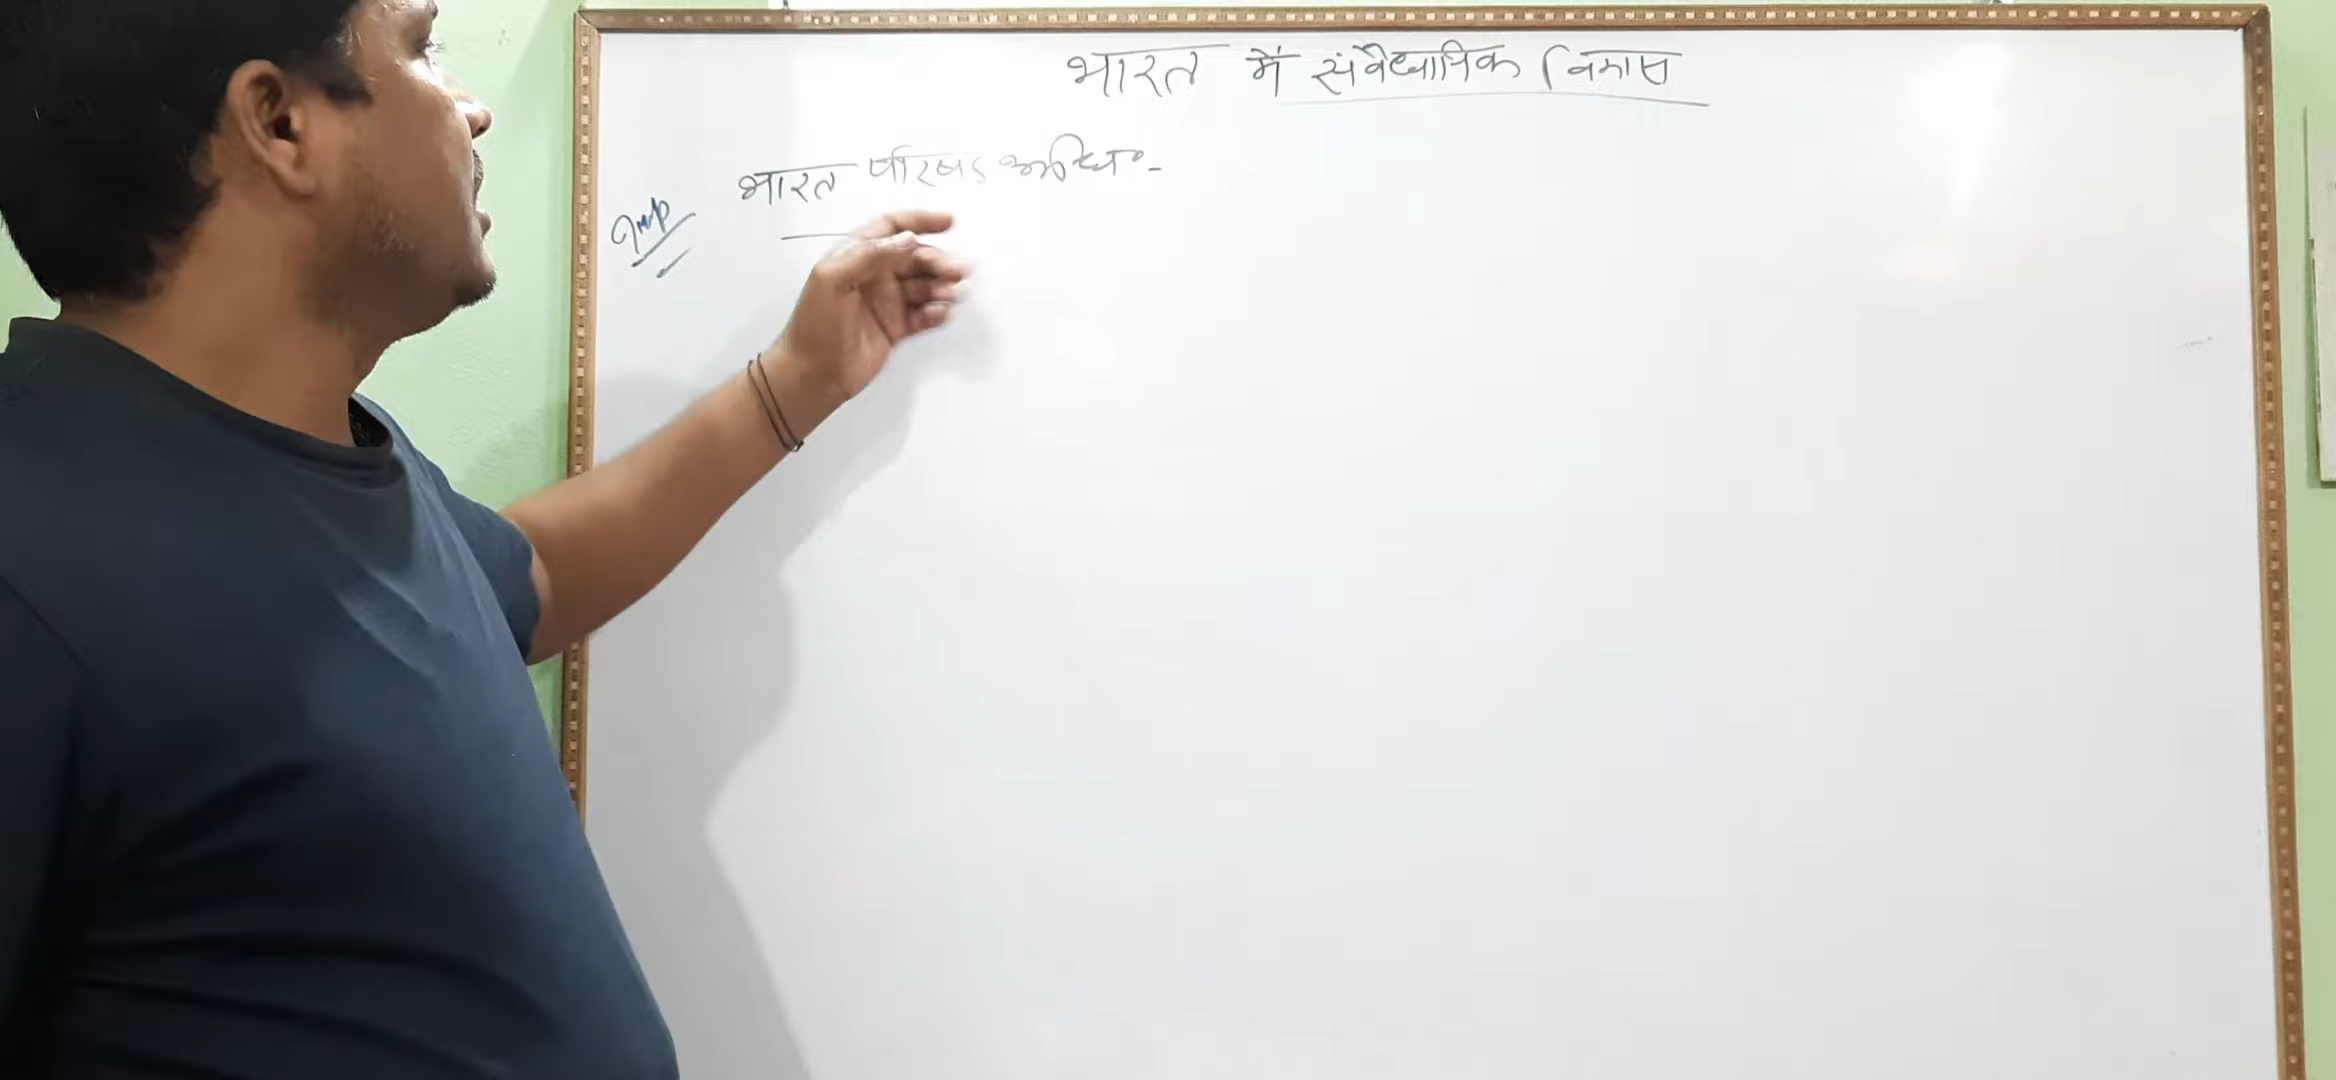 भारत में संवैधानिक विकास
भारत परिषद अधि०-
Imp